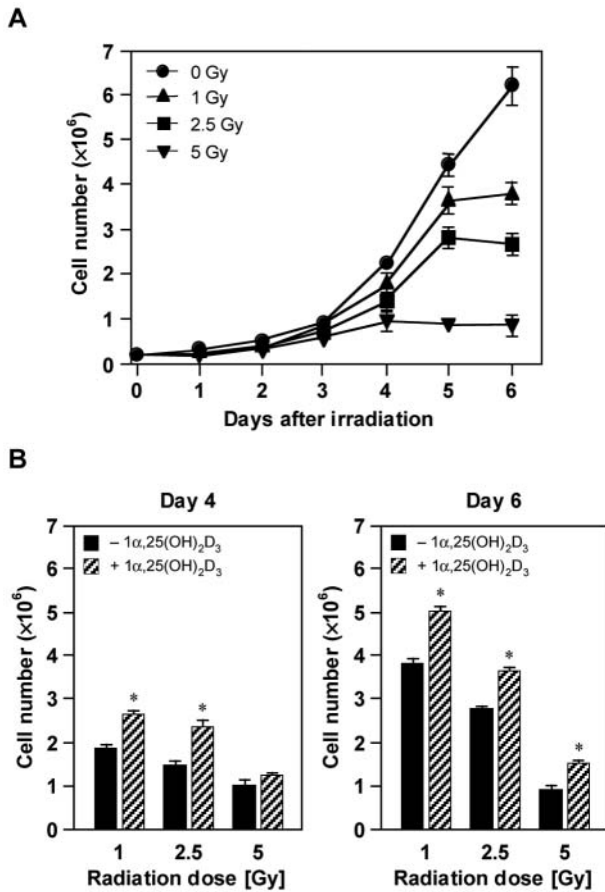 A
Cell number (×10⁶)
7
6
5
4
3
2
1
0
0 Gy
1 Gy
2.5 Gy
5 Gy
0 1 2 3 4 5 6
Days after irradiation
B
Day 4
Cell number (×10⁶)
7
6
5
4
3
2
1
0
– 1α,25(OH)₂D₃
+ 1α,25(OH)₂D₃
* *
1 2.5 5
Radiation dose [Gy]
Day 6
Cell number (×10⁶)
7
6
5
4
3
2
1
0
– 1α,25(OH)₂D₃
+ 1α,25(OH)₂D₃
*
*
*
1 2.5 5
Radiation dose [Gy]